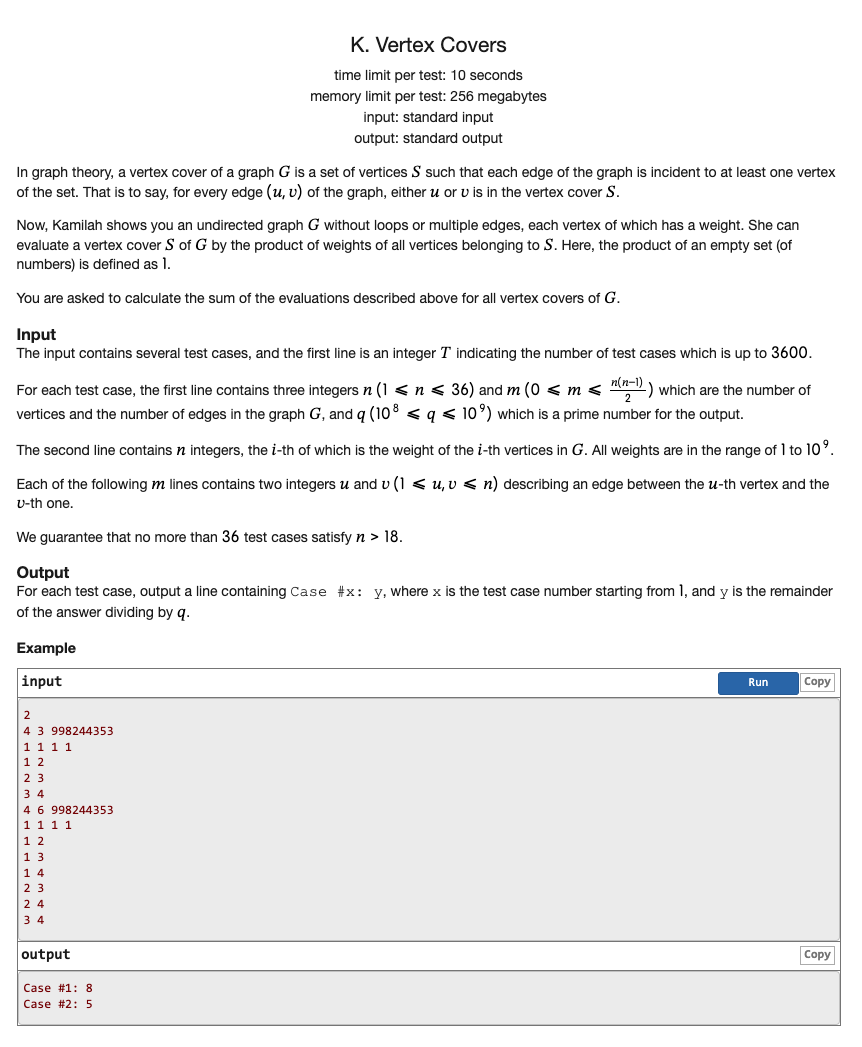 K. Vertex Covers
time limit per test: 10 seconds
memory limit per test: 256 megabytes
input: standard input
output: standard output
In graph theory, a vertex cover of a graph G is a set of vertices S such that each edge of the graph is incident to at least one vertex
of the set. That is to say, for every edge (u, v) of the graph, either u or v is in the vertex cover S.
Now, Kamilah shows you an undirected graph G without loops or multiple edges, each vertex of which has a weight. She can
evaluate a vertex cover S of G by the product of weights of all vertices belonging to S. Here, the product of an empty set (of
numbers) is defined as 1.
You are asked to calculate the sum of the evaluations described above for all vertex covers of G.
Input
The input contains several test cases, and the first line is an integer T indicating the number of test cases which is up to 3600.
For each test case, the first line contains three integers n (1 ⩽ n ⩽ 36) and m (0 ⩽ m ⩽ n(n−1)/2) which are the number of
vertices and the number of edges in the graph G, and q (10^8 ⩽ q ⩽ 10^9) which is a prime number for the output.
The second line contains n integers, the i-th of which is the weight of the i-th vertices in G. All weights are in the range of 1 to 10^9.
Each of the following m lines contains two integers u and v (1 ⩽ u, v ⩽ n) describing an edge between the u-th vertex and the
v-th one.
We guarantee that no more than 36 test cases satisfy n > 18.
Output
For each test case, output a line containing Case #x: y, where x is the test case number starting from 1, and y is the remainder
of the answer dividing by q.
Example
input
Run
Copy
2
4 3 998244353
1 1 1 1
1 2
2 3
3 4
4 6 998244353
1 1 1 1
1 2
1 3
1 4
2 3
2 4
3 4
output
Copy
Case #1: 8
Case #2: 5